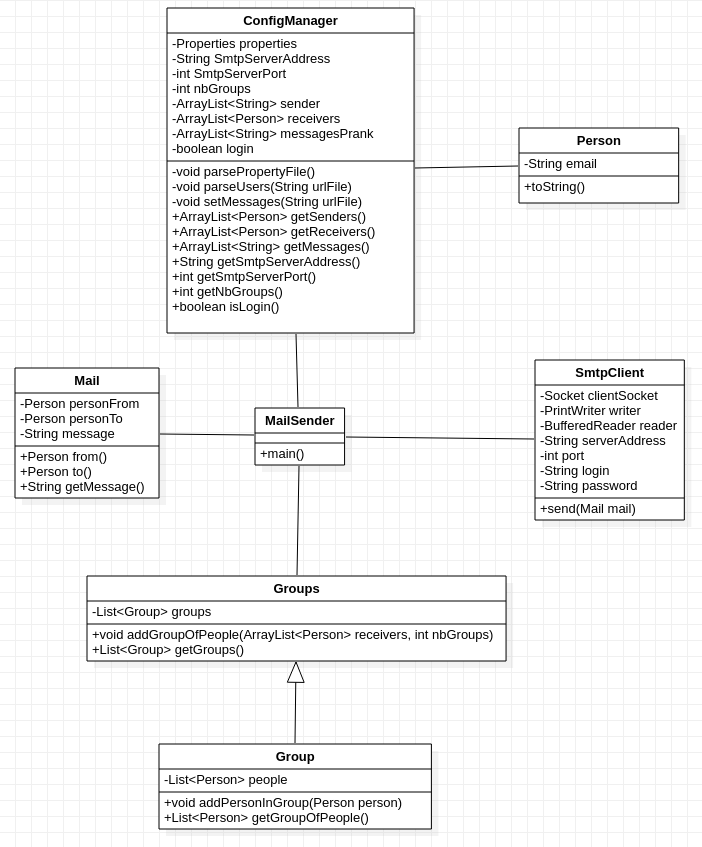 ConfigManager
-Properties properties
-String SmtpServerAddress
-int SmtpServerPort
-int nbGroups
-ArrayList<String> sender
-ArrayList<Person> receivers
-ArrayList<String> messagesPrank
-boolean login
-void parsePropertyFile()
-void parseUsers(String urlFile)
-void setMessages(String urlFile)
+ArrayList<Person> getSenders()
+ArrayList<Person> getReceivers()
+ArrayList<String> getMessages()
+String getSmtpServerAddress()
+int getSmtpServerPort()
+int getNbGroups()
+boolean isLogin()
Person
-String email
+toString()
Mail
-Person personFrom
-Person personTo
-String message
+Person from()
+Person to()
+String getMessage()
MailSender
+main()
SmtpClient
-Socket clientSocket
-PrintWriter writer
-BufferedReader reader
-String serverAddress
-int port
-String login
-String password
+send(Mail mail)
Groups
-List<Group> groups
+void addGroupOfPeople(ArrayList<Person> receivers, int nbGroups)
+List<Group> getGroups()
Group
-List<Person> people
+void addPersonInGroup(Person person)
+List<Person> getGroupOfPeople()